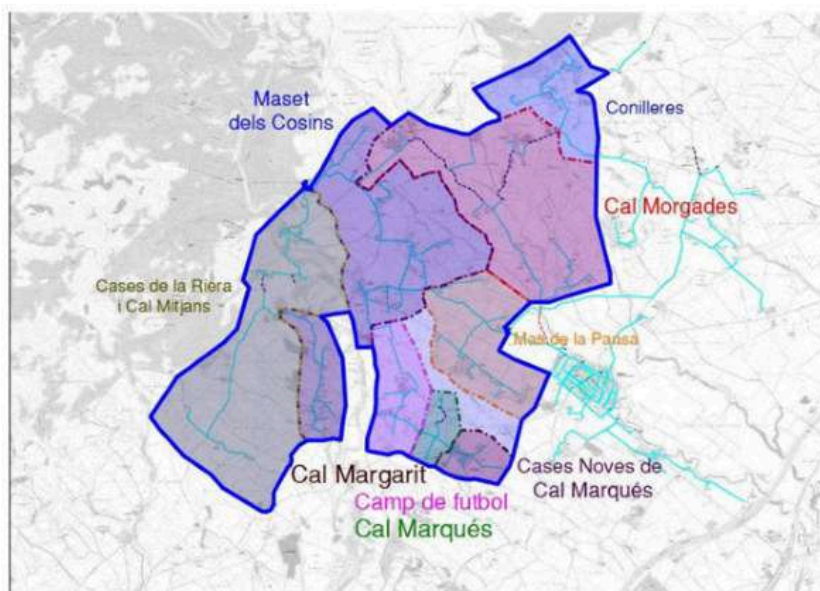 Maset
dels Cosins
Conilleres
Cal Morgades
Cases de la Riera
i Cal Mitjans
Mas de la Pansa
Cal Margarit
Cases Noves de
Cal Marqués
Camp de futbol
Cal Marqués